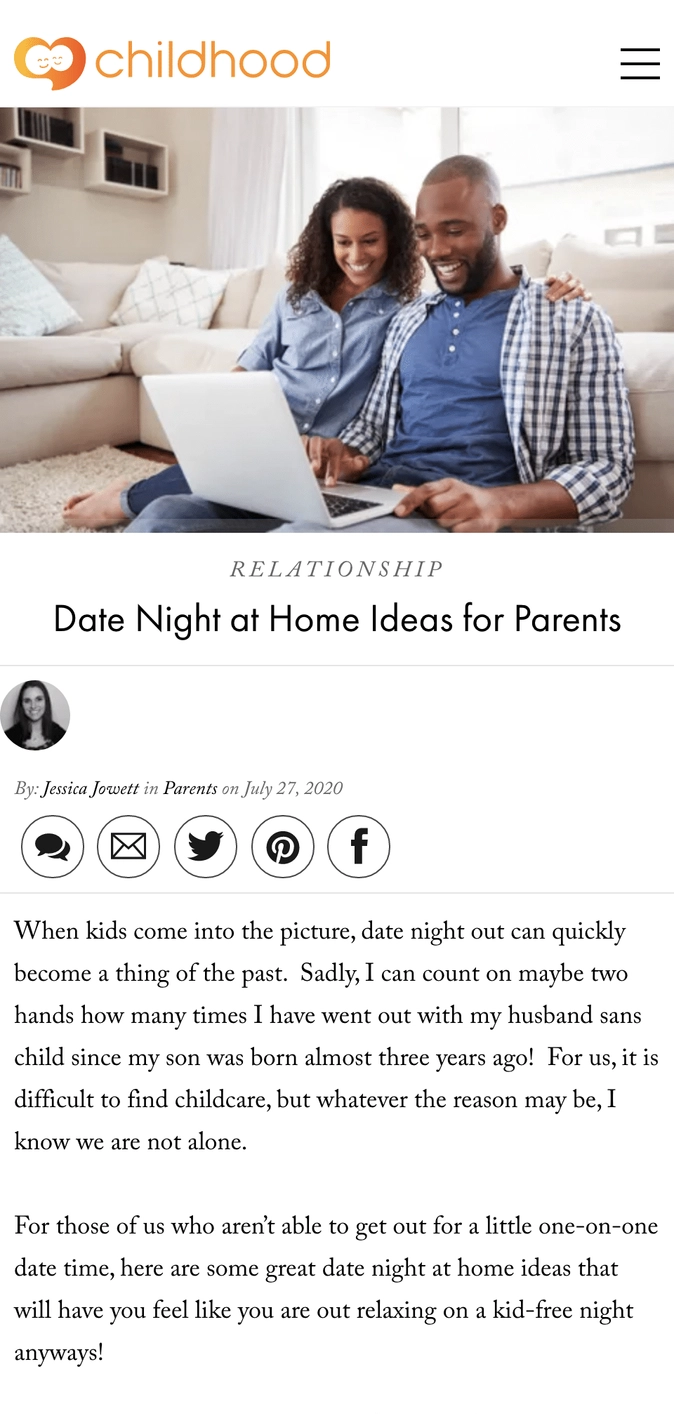 childhood
RELATIONSHIP
Date Night at Home Ideas for Parents
By: Jessica Jowett in Parents on July 27, 2020
When kids come into the picture, date night out can quickly
become a thing of the past.  Sadly, I can count on maybe two
hands how many times I have went out with my husband sans
child since my son was born almost three years ago!  For us, it is
difficult to find childcare, but whatever the reason may be, I
know we are not alone.
For those of us who aren’t able to get out for a little one-on-one
date time, here are some great date night at home ideas that
will have you feel like you are out relaxing on a kid-free night
anyways!